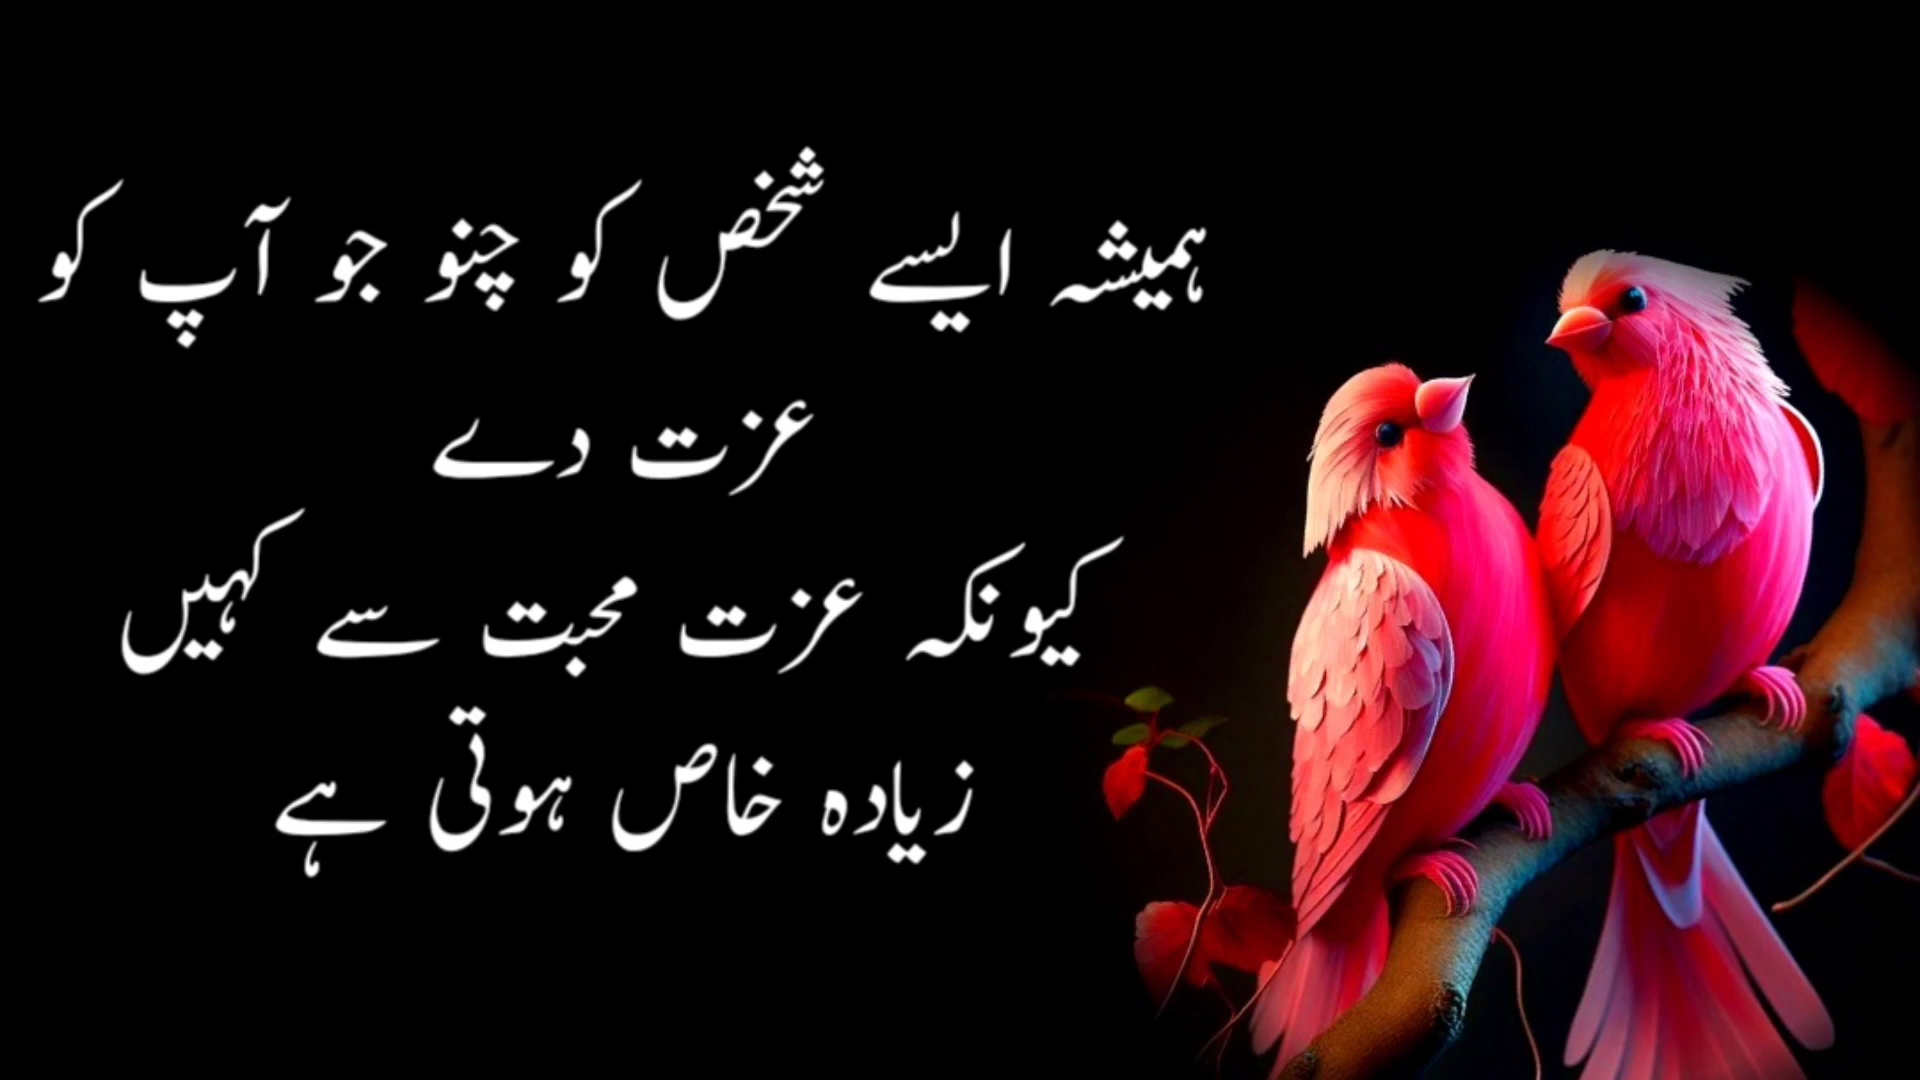 ہمیشہ ایسے شخص کو چنو جو آپ کو
عزت دے
کیونکہ عزت محبت سے کہیں
زیادہ خاص ہوتی ہے